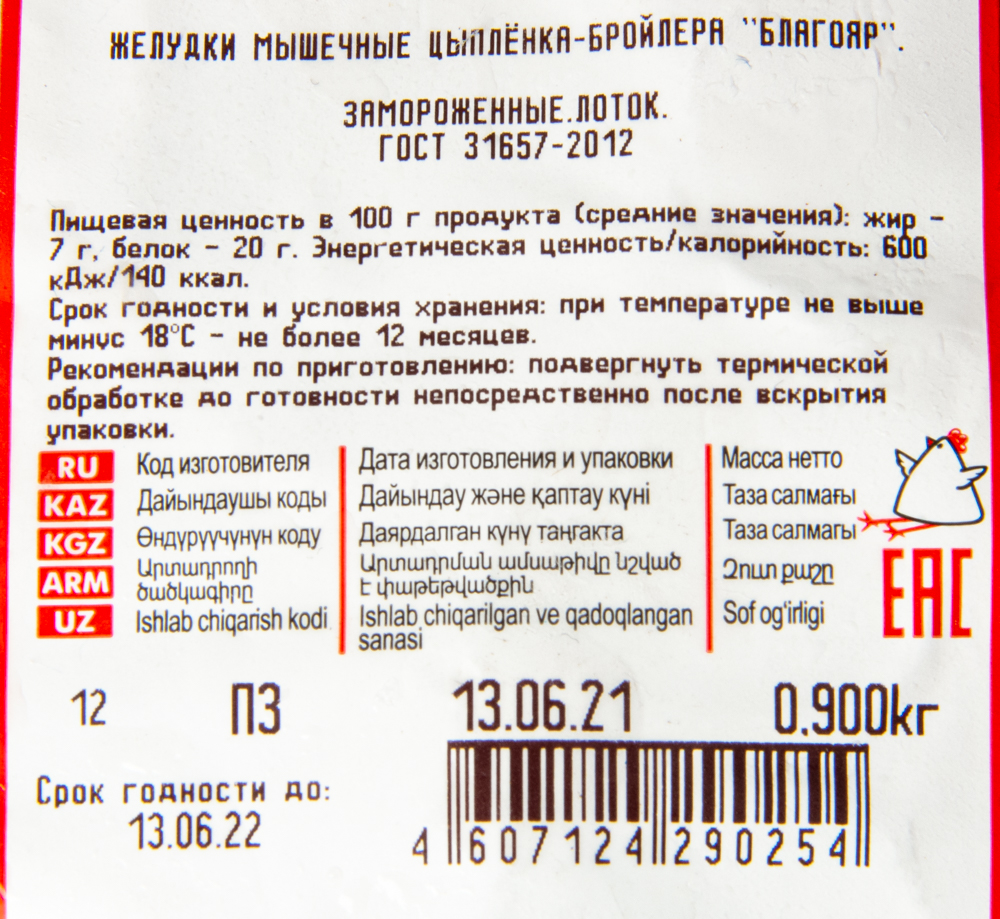 ЖЕЛУДКИ МЫШЕЧНЫЕ ЦЫПЛЁНКА-БРОЙЛЕРА "БЛАГОЯР".
ЗАМОРОЖЕННЫЕ.ЛОТОК.
ГОСТ 31657-2012
Пищевая ценность в 100 г продукта (средние значения): жир -
7 г, белок - 20 г. Энергетическая ценность/калорийность: 600
кДж/140 ккал.
Срок годности и условия хранения: при температуре не выше
минус 18°С - не более 12 месяцев.
Рекомендации по приготовлению: подвергнуть термической
обработке до готовности непосредственно после вскрытия
упаковки.
RU Код изготовителя Дата изготовления и упаковки Масса нетто
KAZ Дайындаушы коды Дайындау және қаптау күні Таза салмағы
KGZ Өндүрүүчүнүн коду Даярдалган күнү таңгакта Таза салмагы
ARM Արտադրողի ծածկագիրը Արտադրման ամսաթիվը նշված է փաթեթվածքին Զուտ քաշը
UZ Ishlab chiqarish kodi Ishlab chiqarilgan ve qadoqlangan sanasi Sof og'irligi
EAC
12 ПЗ 13.06.21 0.900кг
Срок годности до:
13.06.22
4 607124 290254